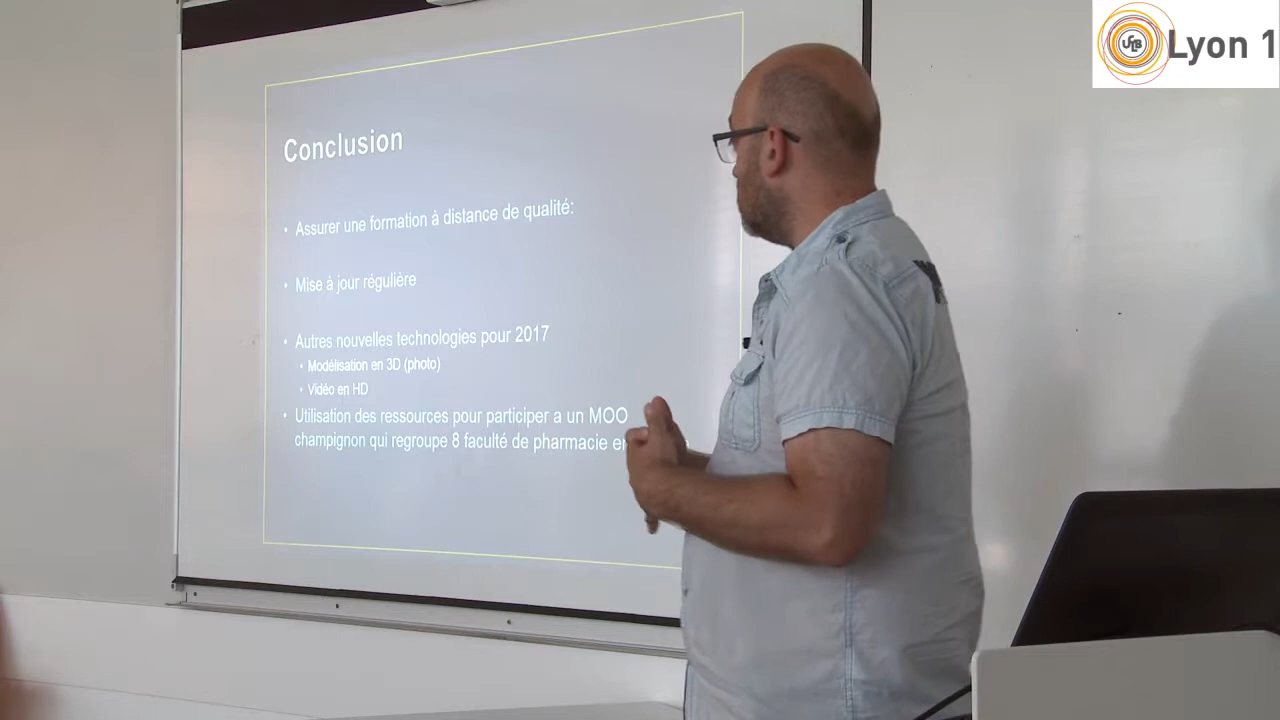 UCBL Lyon 1
Conclusion
• Assurer une formation à distance de qualité:
• Mise à jour régulière
• Autres nouvelles technologies pour 2017
• Modélisation en 3D (photo)
• Vidéo en HD
• Utilisation des ressources pour participer a un MOO
champignon qui regroupe 8 faculté de pharmacie